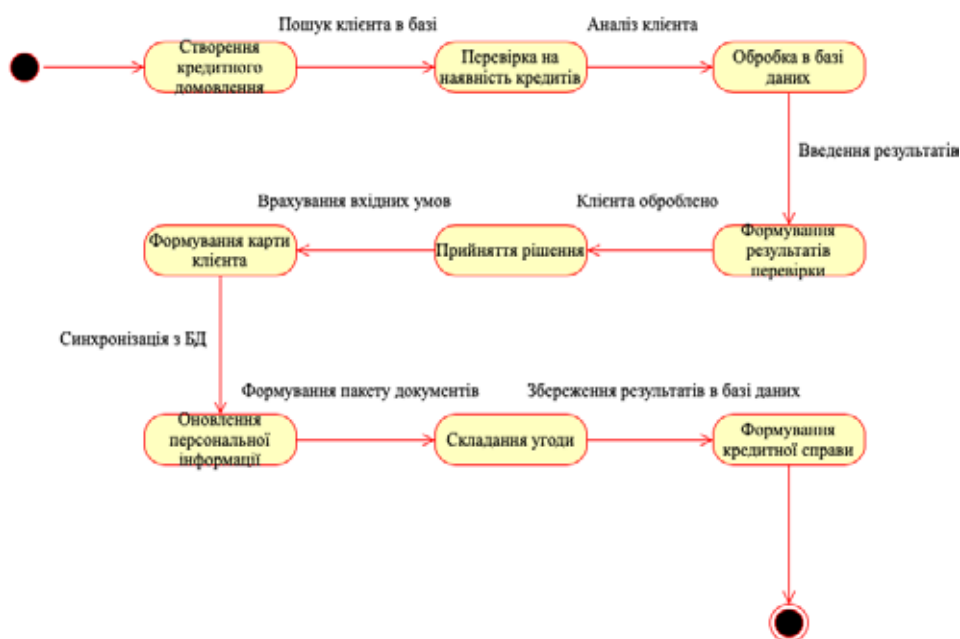 Пошук клієнта в базі
Аналіз клієнта
Створення
кредитного
домовлення
Перевірка на
наявність кредитів
Обробка в базі
даних
Введення результатів
Врахування вхідних умов
Клієнта оброблено
Формування карти
клієнта
Прийняття рішення
Формування
результатів
перевірки
Синхронізація з БД
Формування пакету документів
Збереження результатів в базі даних
Оновлення
персональної
інформації
Складання угоди
Формування
кредитної справи